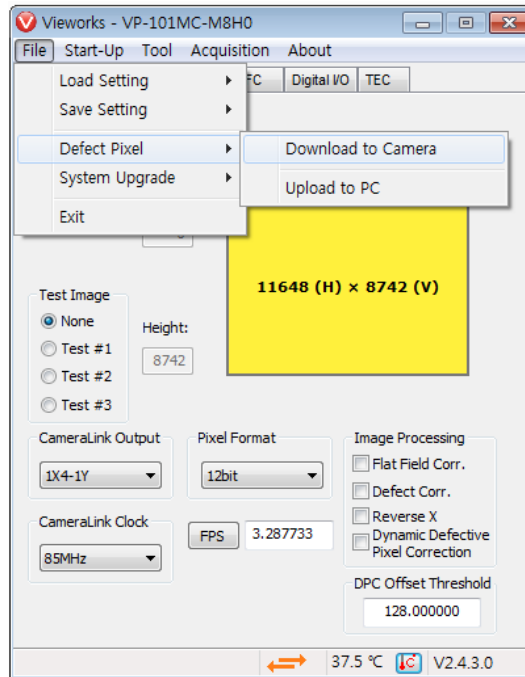 Vieworks - VP-101MC-M8H0
File Start-Up Tool Acquisition About
Load Setting
Save Setting
Defect Pixel
System Upgrade
Exit
Download to Camera
Upload to PC
Digital I/O TEC
11648 (H) × 8742 (V)
Test Image
None
Test #1
Test #2
Test #3
Height:
8742
CameraLink Output
1X4-1Y
Pixel Format
12bit
Image Processing
Flat Field Corr.
Defect Corr.
Reverse X
Dynamic Defective
Pixel Correction
CameraLink Clock
85MHz
FPS 3.287733
DPC Offset Threshold
128.000000
37.5 ℃ V2.4.3.0